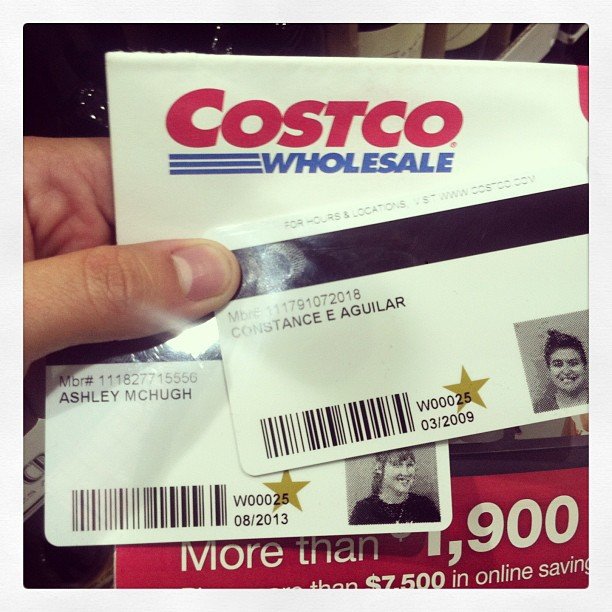 COSTCO
WHOLESALE
FOR HOURS & LOCATIONS, VISIT WWW.COSTCO.COM
Mbr# 111791072018
CONSTANCE E AGUILAR
W00025
03/2009
Mbr# 111827715556
ASHLEY MCHUGH
W00025
08/2013
More than $1,900
more than $7,500 in online saving